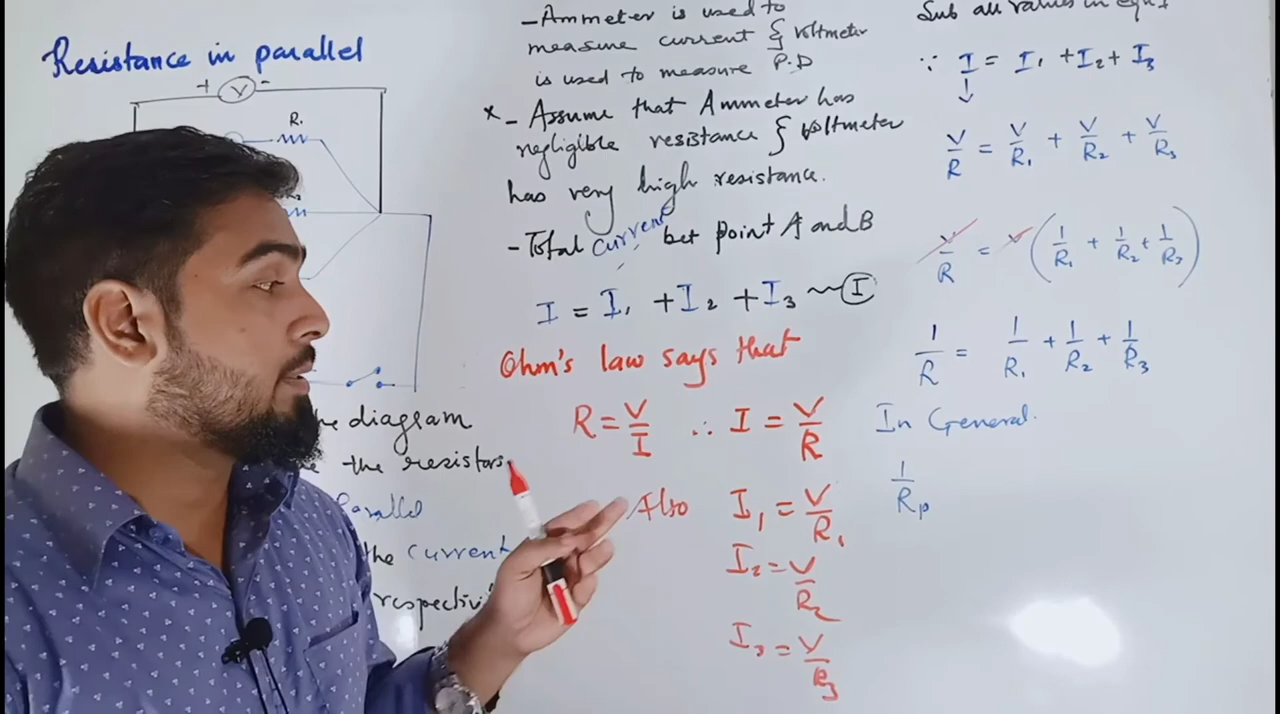 Resistance in parallel
+ V -
R1
the diagram
the resistors
Parallel
the current
- Ammeter is used to
measure current & voltmeter
is used to measure P.D
* - Assume that Ammeter has
negligible resistance & voltmeter
has very high resistance.
- Total current bet point A and B
I = I1 + I2 + I3 ~ I
Ohm's law says that
R = V/I ∴ I = V/R
Also I1 = V/R1
I2 = V/R2
I3 = V/R3
Sub all values in eqn I
∵ I = I1 + I2 + I3
↓
V/R = V/R1 + V/R2 + V/R3
V/R = V (1/R1 + 1/R2 + 1/R3)
1/R = 1/R1 + 1/R2 + 1/R3
In General.
1/Rp